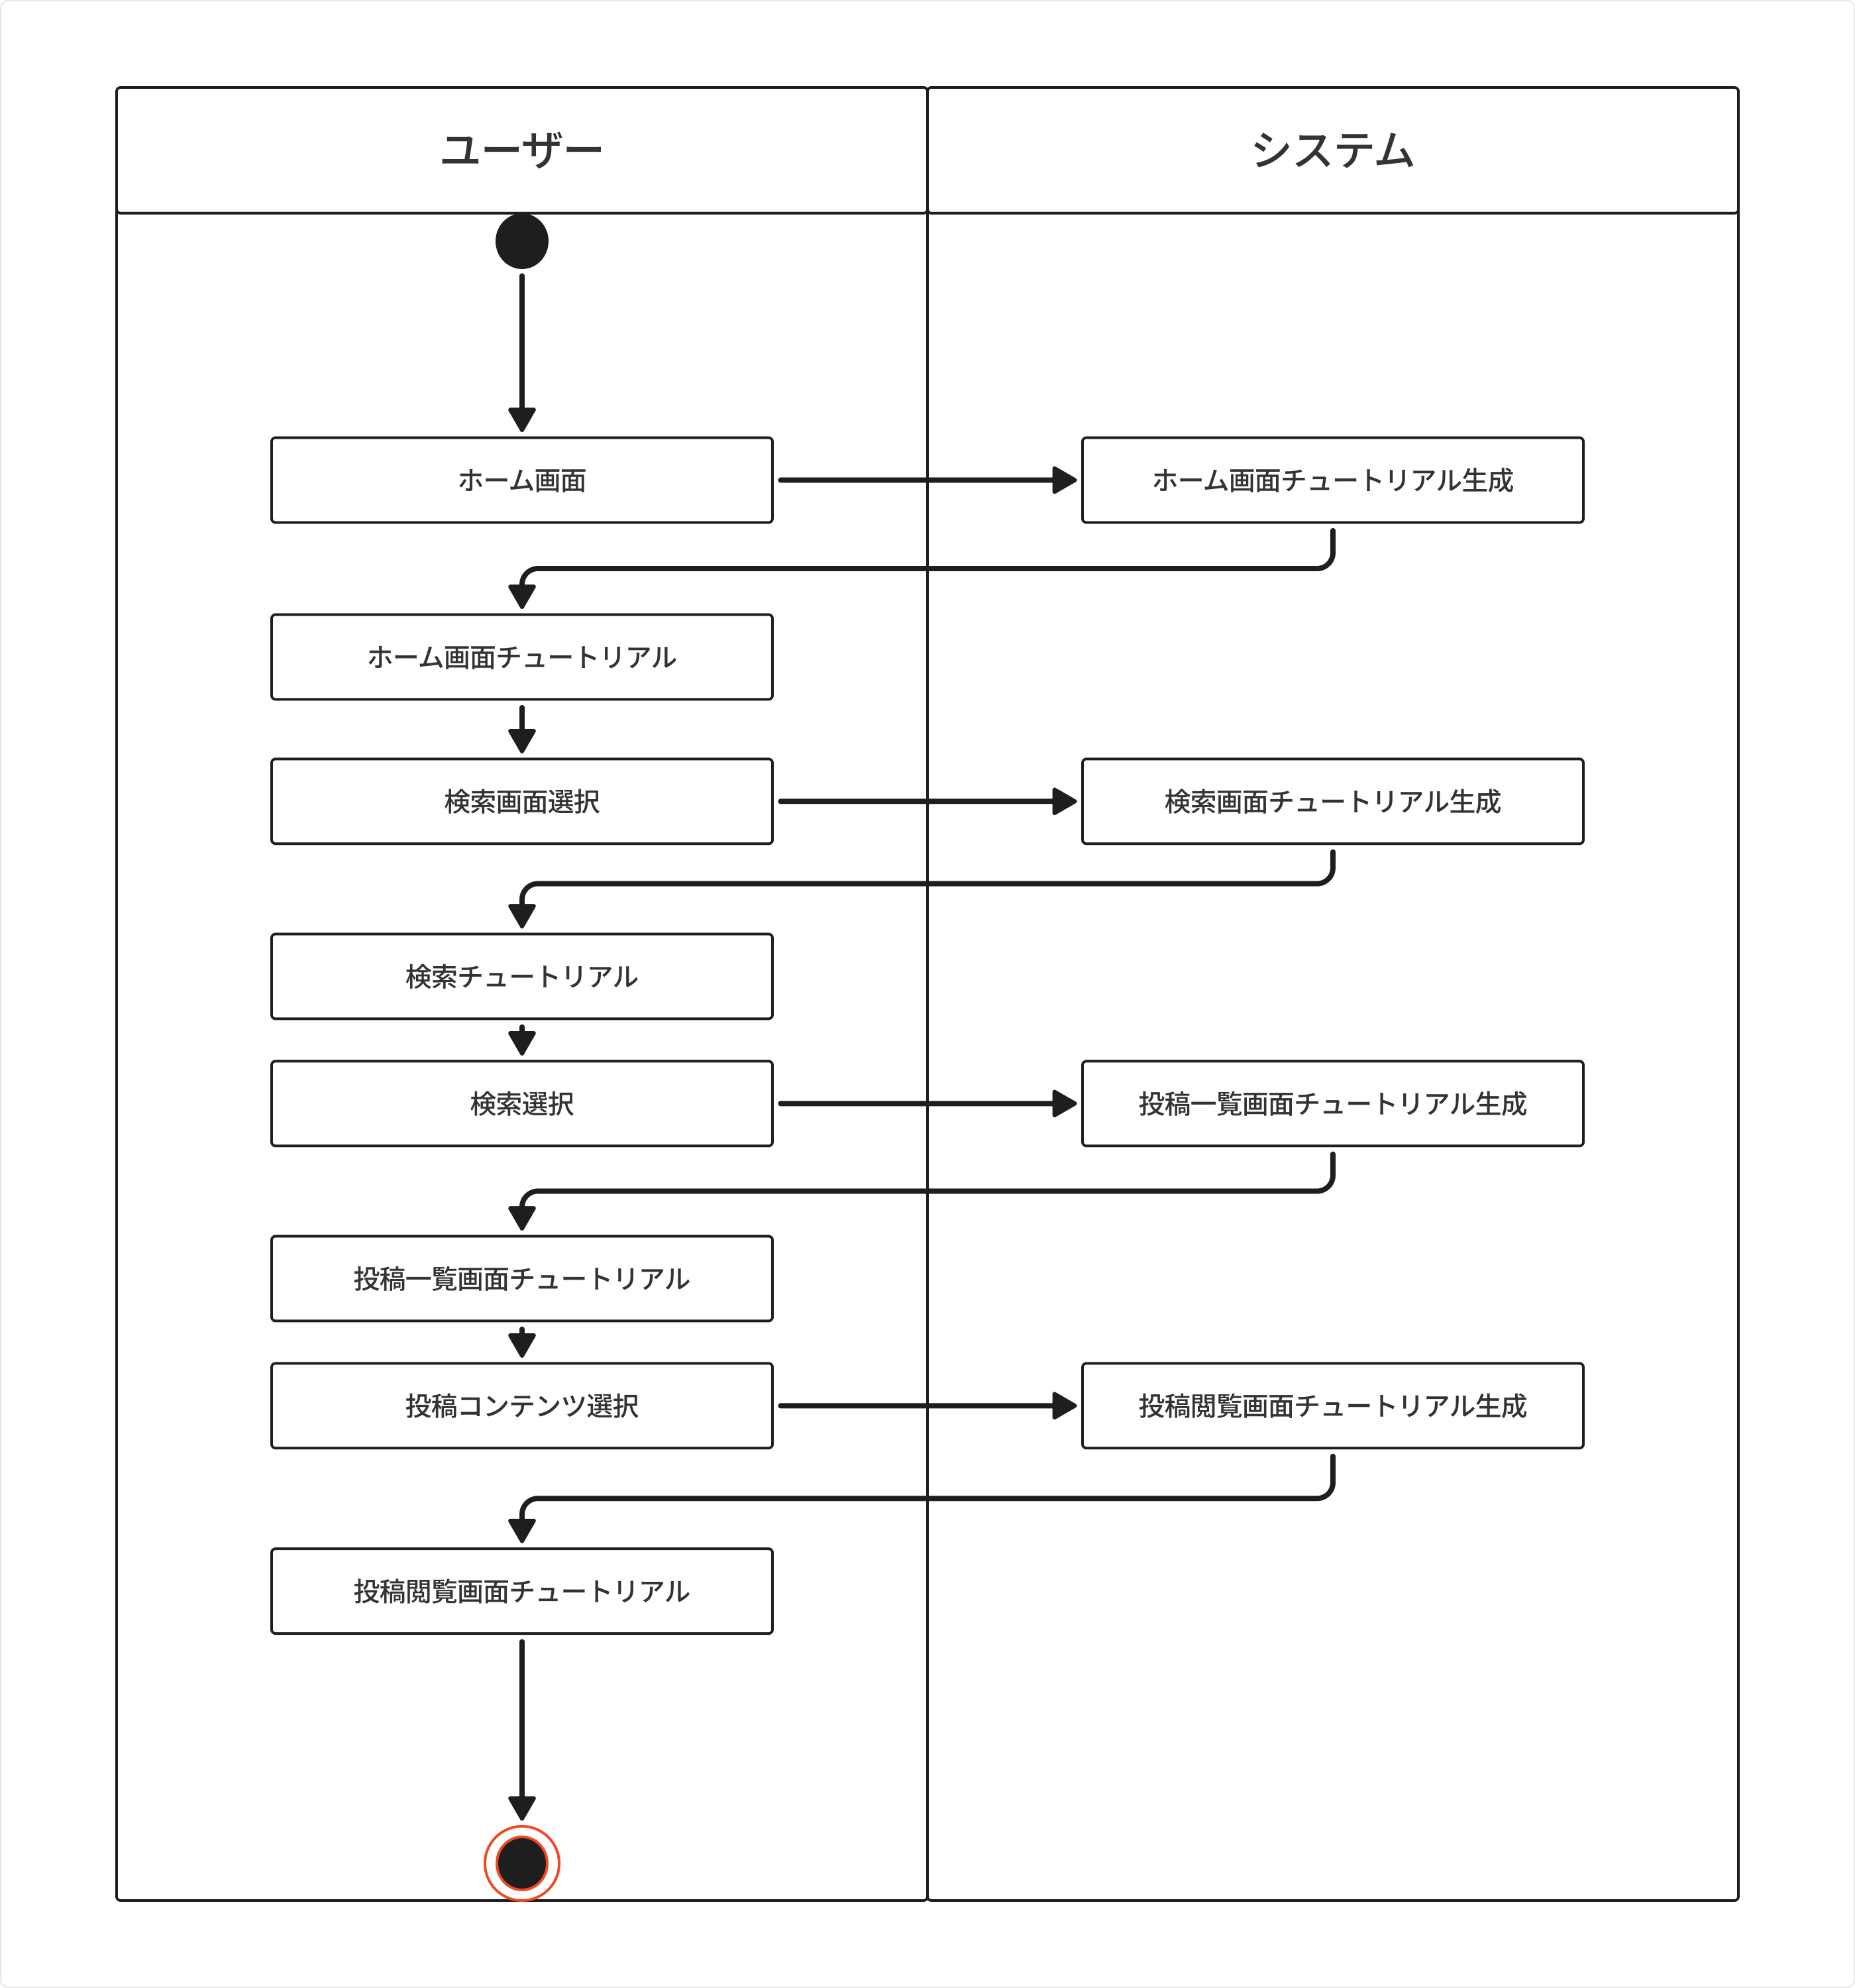 ユーザー
システム
ホーム画面
ホーム画面チュートリアル生成
ホーム画面チュートリアル
検索画面選択
検索画面チュートリアル生成
検索チュートリアル
検索選択
投稿一覧画面チュートリアル生成
投稿一覧画面チュートリアル
投稿コンテンツ選択
投稿閲覧画面チュートリアル生成
投稿閲覧画面チュートリアル